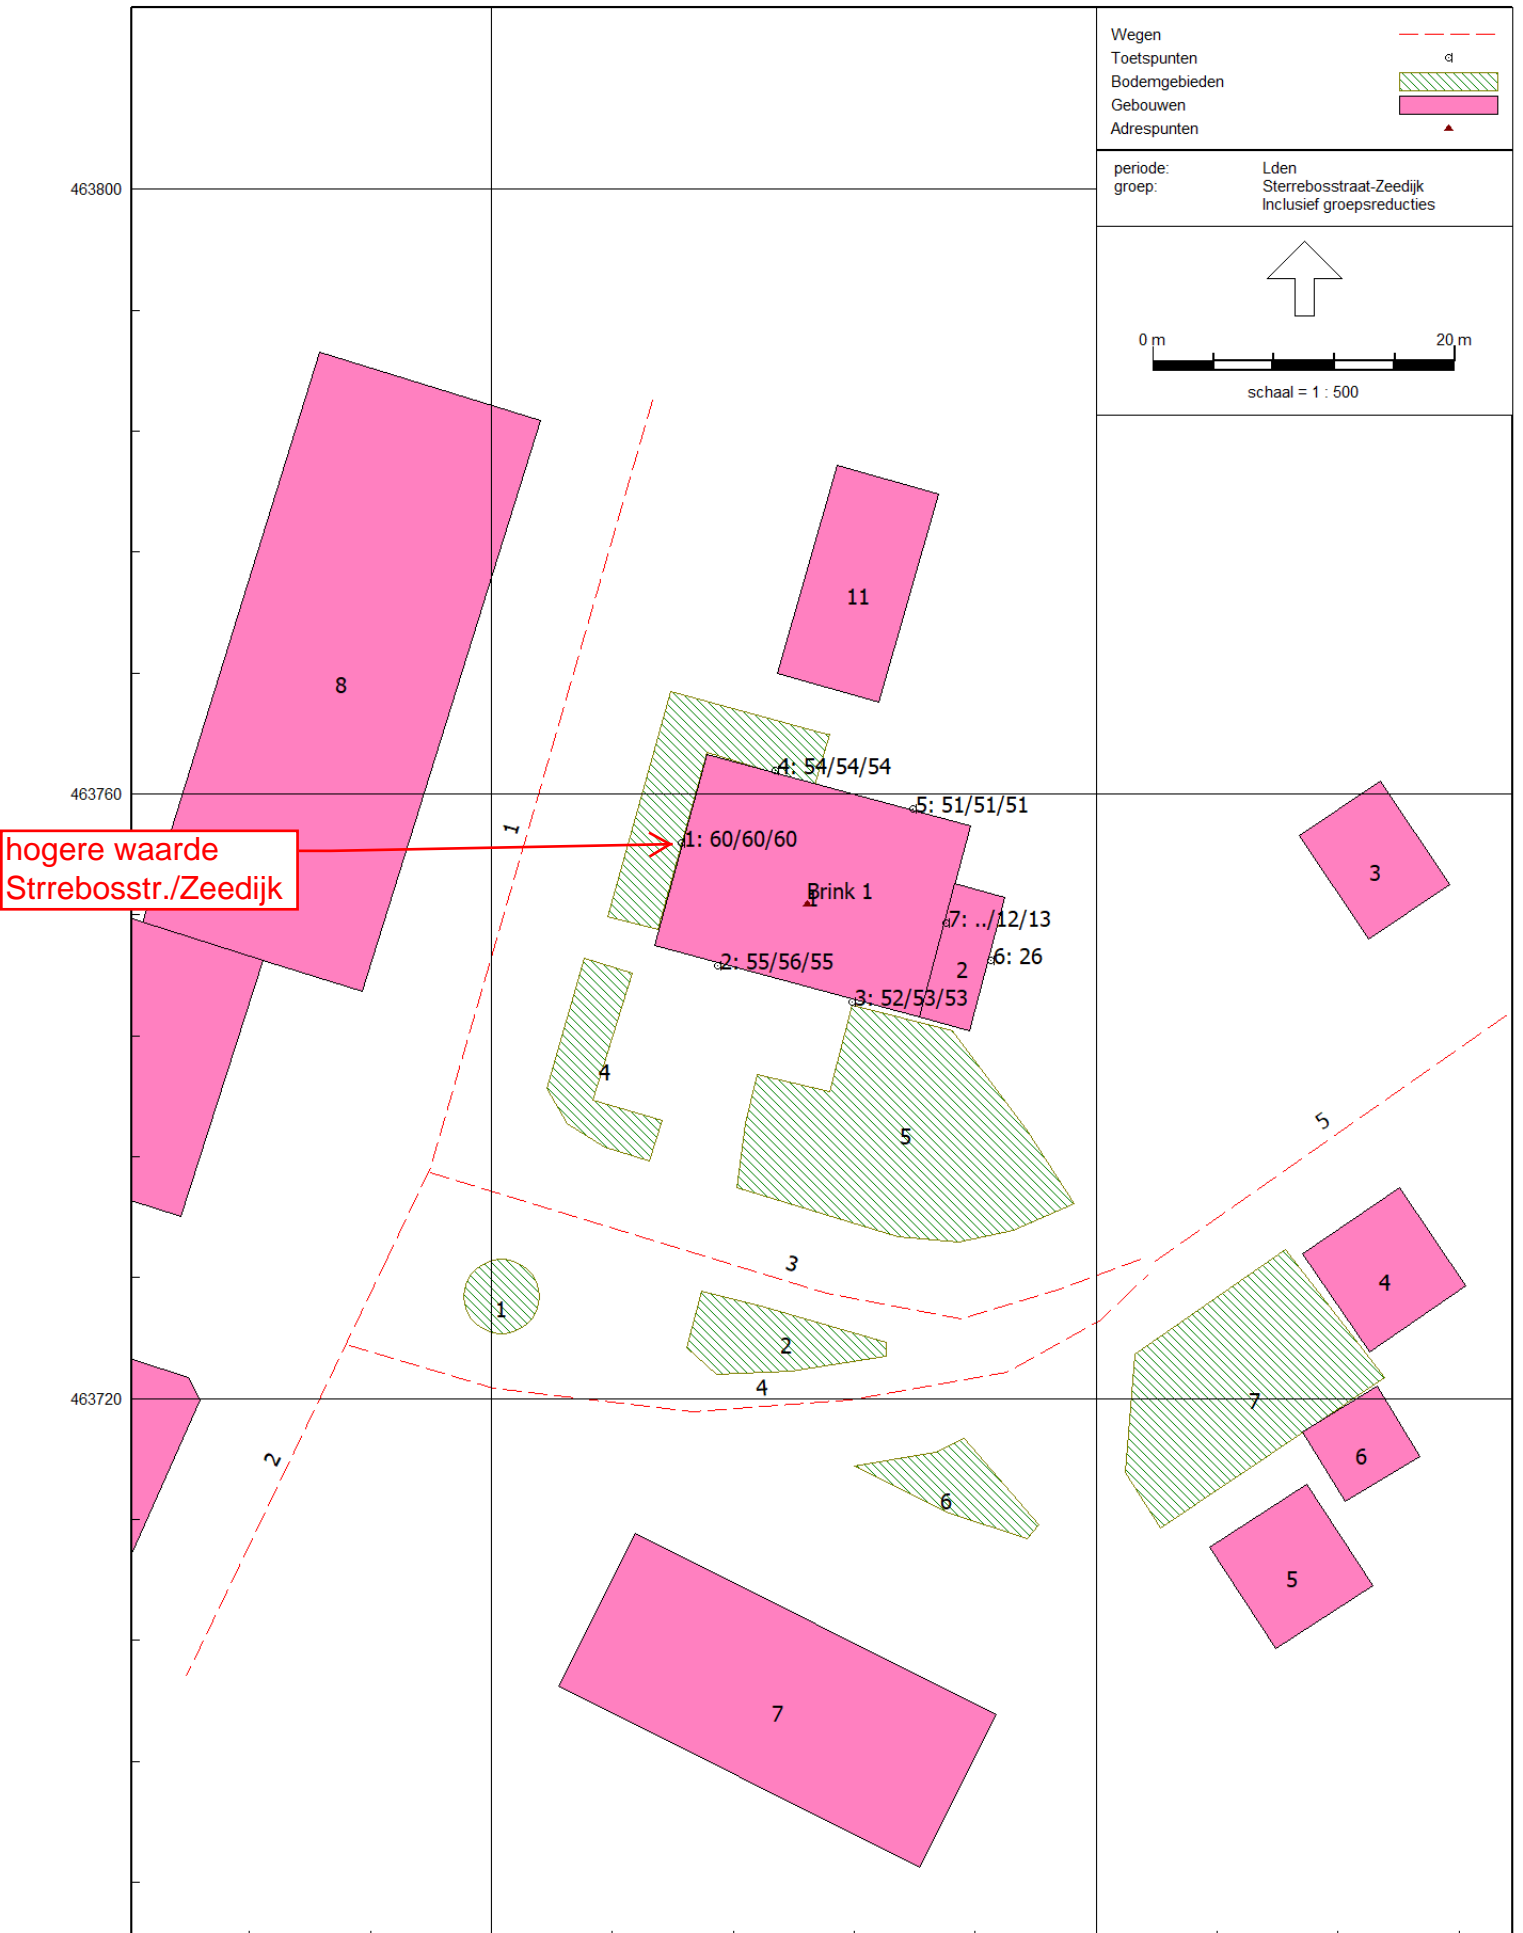 Wegen
Toetspunten
Bodemgebieden
Gebouwen
Adrespunten
periode: Lden
groep: Sterrebosstraat-Zeedijk
Inclusief groepsreducties
0 m 20 m
schaal = 1 : 500
463800
11
8
4: 54/54/54
463760
5: 51/51/51
1
1: 60/60/60
hogere waarde
Strrebosstr./Zeedijk
3
Brink 1
1
7: ../12/13
2: 55/56/55
6: 26
2
3: 52/53/53
4
5
5
3
4
1
2
4
463720
7
2
6
6
5
7